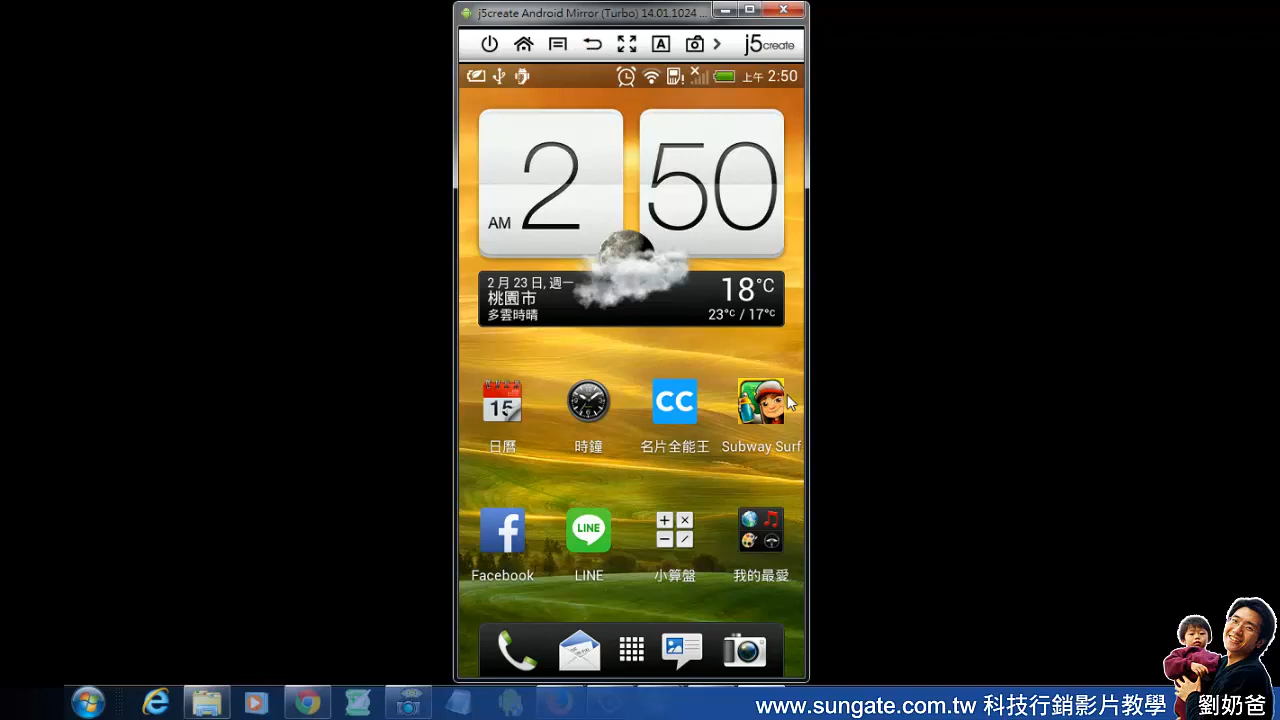 j5create Android Mirror (Turbo) 14.01.1024 ...
A
j5create
上午 2:50
2 50
AM
2 月 23 日, 週一
桃園市
多雲時晴
18°C
23°C / 17°C
15
CC
日曆
時鐘
名片全能王
Subway Surf
f
LINE
Facebook
LINE
小算盤
我的最愛
www.sungate.com.tw 科技行銷影片教學
劉奶爸